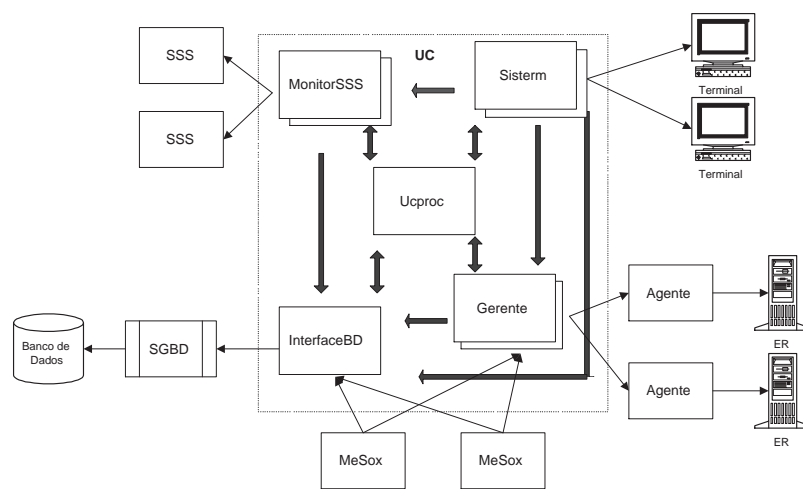 SSS
SSS
UC
MonitorSSS
Sisterm
Terminal
Terminal
Ucproc
InterfaceBD
Gerente
Agente
ER
Agente
ER
Banco de
Dados
SGBD
MeSox
MeSox